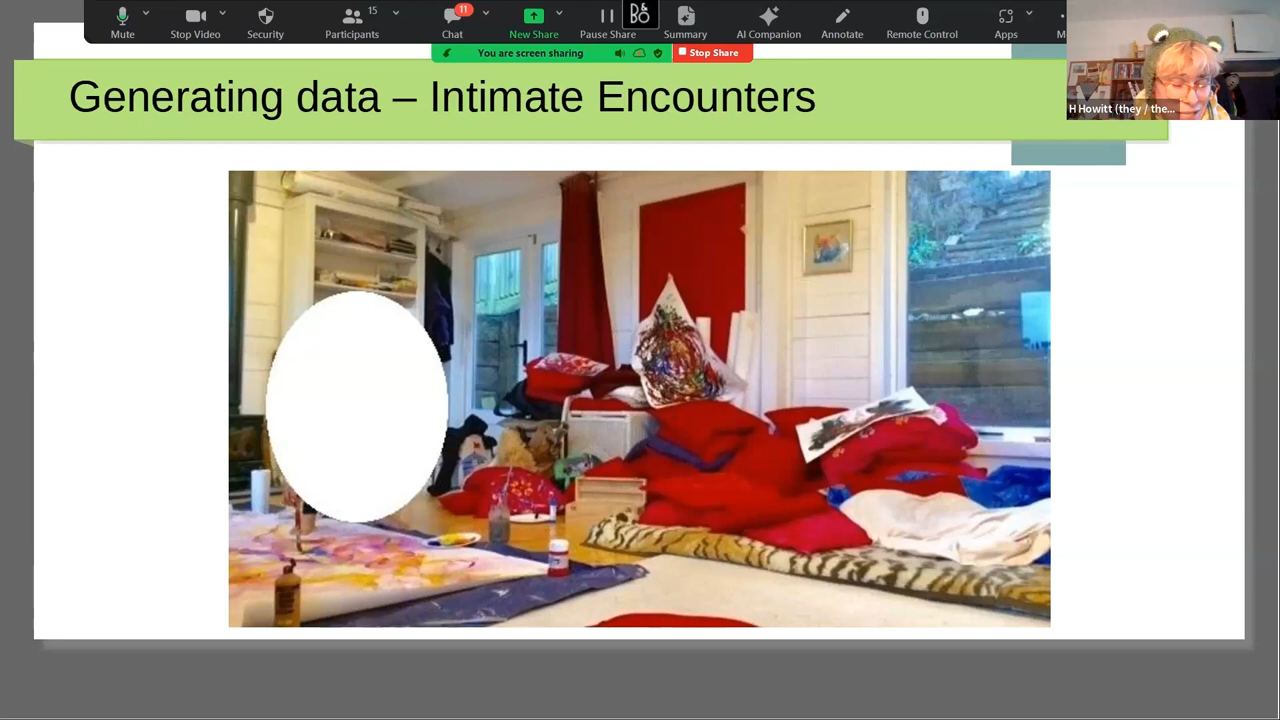 15
11
D&
BO
Mute
Stop Video
Security
Participants
Chat
New Share
Pause Share
Summary
AI Companion
Annotate
Remote Control
Apps
M
You are screen sharing
Stop Share
Generating data – Intimate Encounters
H Howitt (they / the...